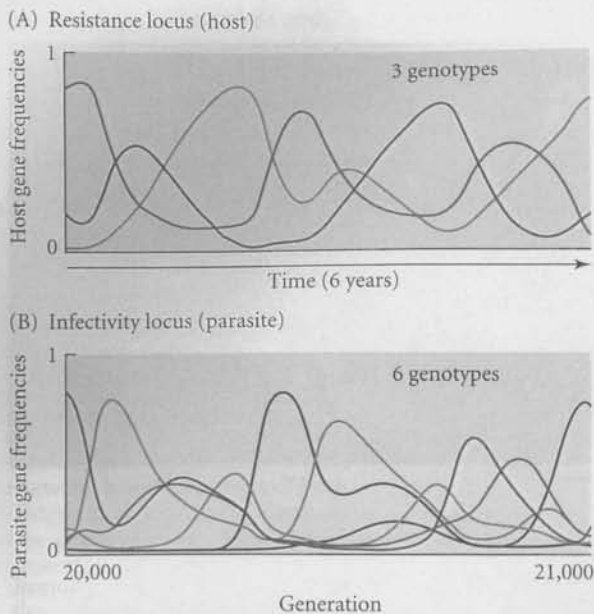 (A) Resistance locus (host)
1
3 genotypes
Host gene frequencies
0
Time (6 years)
(B) Infectivity locus (parasite)
1
6 genotypes
Parasite gene frequencies
0
20,000
21,000
Generation